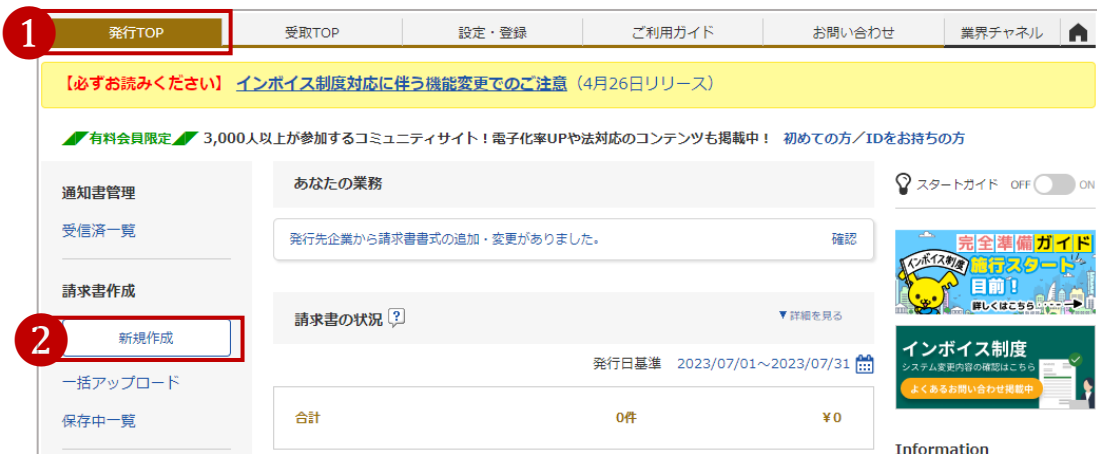 1
発行TOP 受取TOP 設定・登録 ご利用ガイド お問い合わせ 業界チャネル
【必ずお読みください】 インボイス制度対応に伴う機能変更でのご注意（4月26日リリース）
有料会員限定 3,000人以上が参加するコミュニティサイト！電子化率UPや法対応のコンテンツも掲載中！ 初めての方／IDをお持ちの方
通知書管理
受信済一覧
請求書作成
2
新規作成
一括アップロード
保存中一覧
あなたの業務
発行先企業から請求書書式の追加・変更がありました。 確認
請求書の状況 ? ▼詳細を見る
発行日基準 2023/07/01～2023/07/31
合計 0件 ¥0
スタートガイド OFF ON
完全準備ガイド
インボイス制度
施行スタート
目前！
詳しくはこちら
インボイス制度
システム変更内容の確認はこちら
よくあるお問い合わせ掲載中
Information